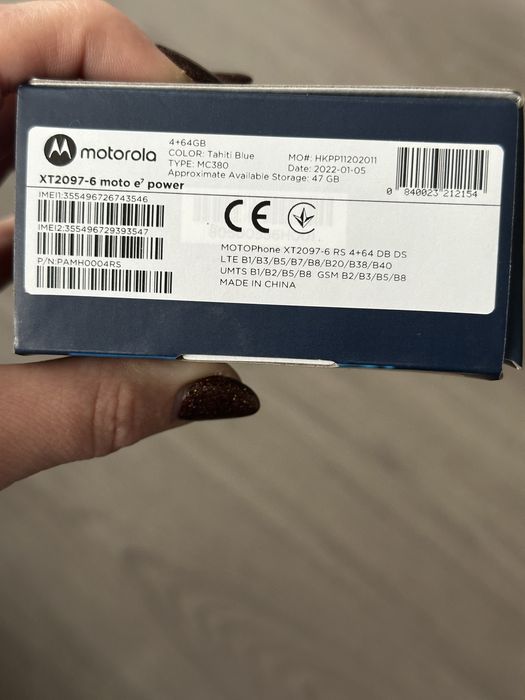 motorola
4+64GB
COLOR: Tahiti Blue
TYPE: MC380
Approximate Available Storage: 47 GB
MO#: HKPP11202011
Date: 2022-01-05
0 840023 212154
XT2097-6 moto e⁷ power
IMEI1:355496726743546
IMEI2:355496729393547
P/N:PAMH0004RS
CE
MOTOPhone XT2097-6 RS 4+64 DB DS
LTE B1/B3/B5/B7/B8/B20/B38/B40
UMTS B1/B2/B5/B8 GSM B2/B3/B5/B8
MADE IN CHINA